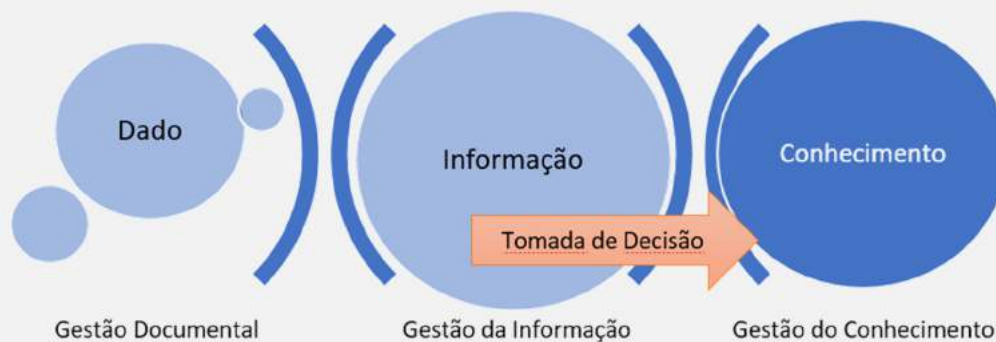 Dado
Informação
Conhecimento
Tomada de Decisão
Gestão Documental
Gestão da Informação
Gestão do Conhecimento